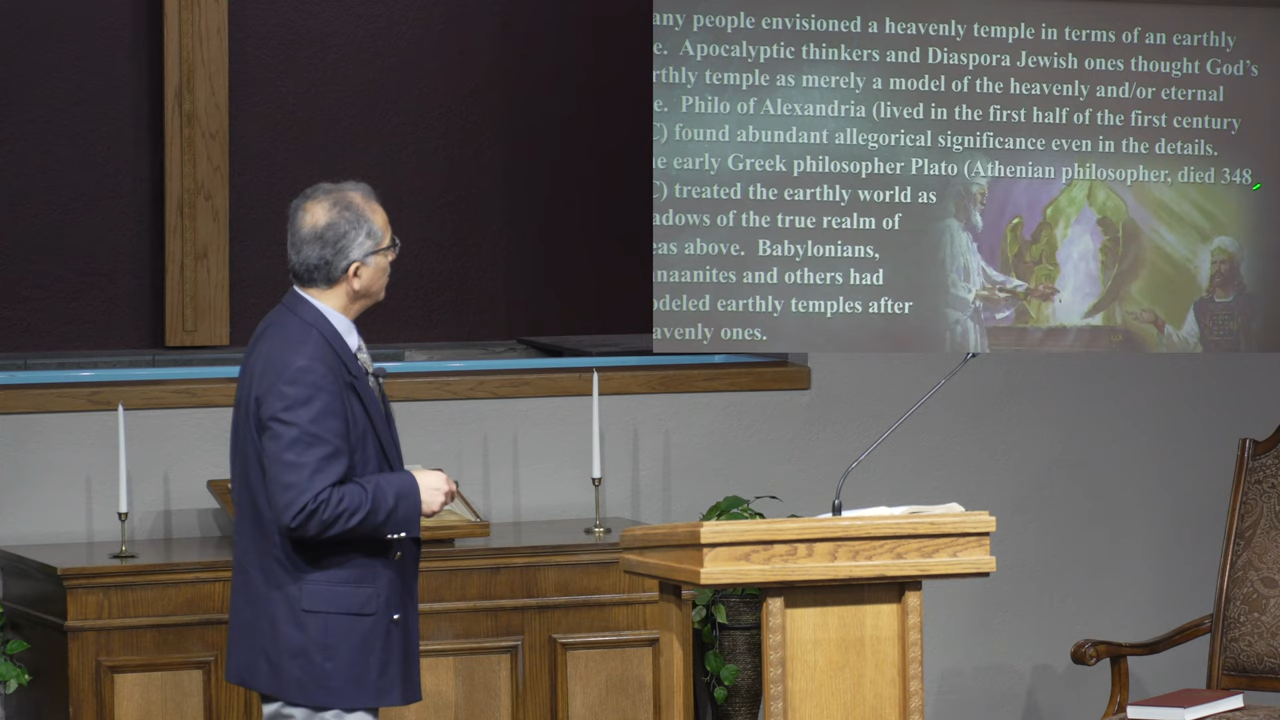 any people envisioned a heavenly temple in terms of an earthly
e. Apocalyptic thinkers and Diaspora Jewish ones thought God's
rthly temple as merely a model of the heavenly and/or eternal
e. Philo of Alexandria (lived in the first half of the first century
C) found abundant allegorical significance even in the details.
e early Greek philosopher Plato (Athenian philosopher, died 348
C) treated the earthly world as
adows of the true realm of
eas above. Babylonians,
naanites and others had
odeled earthly temples after
avenly ones.